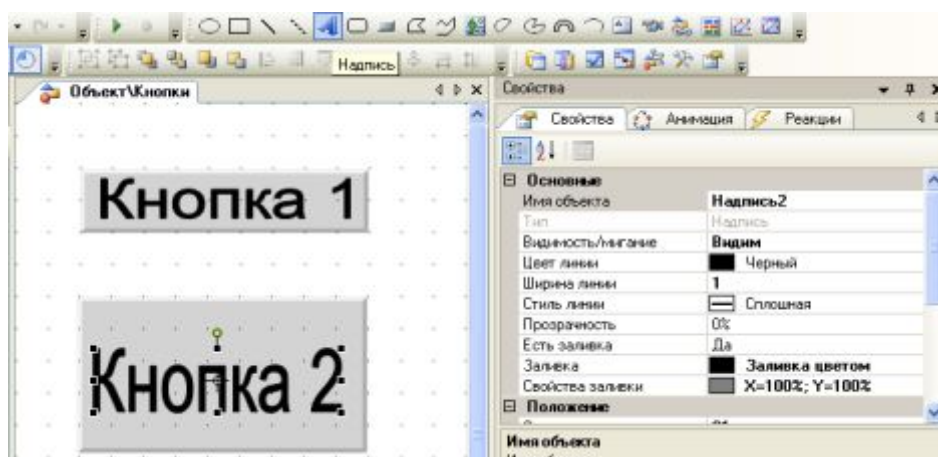 Надпись
Объект\Кнопки
Кнопка 1
Кнопка 2
Свойства
Свойства
Анимация
Реакции
Основные
Имя объекта Надпись2
Тип Надпись
Видимость/мигание Видим
Цвет линии Черный
Ширина линии 1
Стиль линии Сплошная
Прозрачность 0%
Есть заливка Да
Заливка Заливка цветом
Свойства заливки X=100%; Y=100%
Положение
Имя объекта